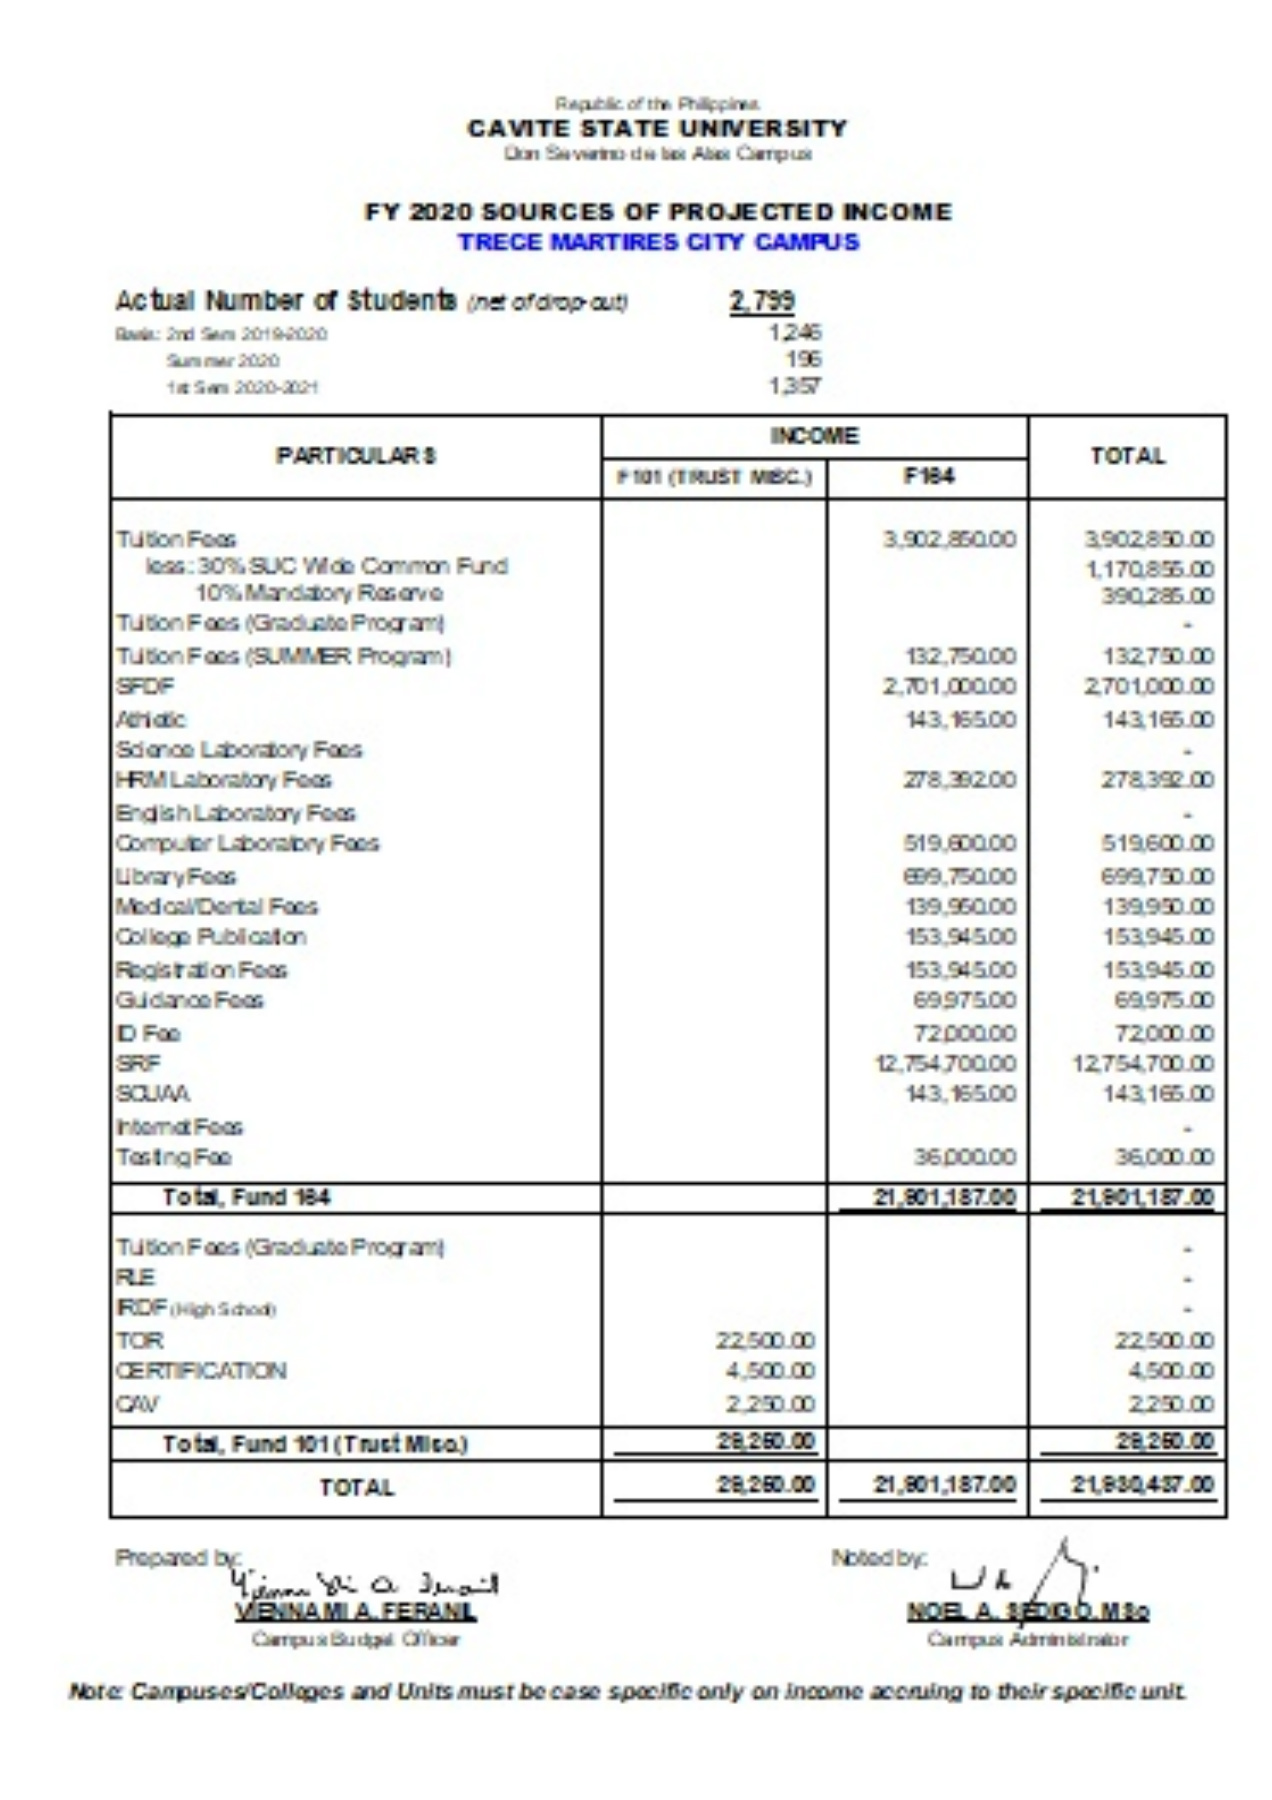 Republic of the Philippines
CAVITE STATE UNIVERSITY
Don Severino de las Alas Campus
FY 2020 SOURCES OF PROJECTED INCOME
TRECE MARTIRES CITY CAMPUS
Actual Number of Students (net of drop-out) 2,799
Basis: 2nd Sem 2019-2020 1,246
Summer 2020 196
1st Sem 2020-2021 1,357
PARTICULARS INCOME TOTAL
F101 (TRUST MISC.) F164
Tuition Fees 3,902,850.00 3,902,850.00
less: 30% SUC Wide Common Fund 1,170,855.00
10% Mandatory Reserve 390,285.00
Tuition Fees (Graduate Program) -
Tuition Fees (SUMMER Program) 132,750.00 132,750.00
SFDF 2,701,000.00 2,701,000.00
Athletic 143,165.00 143,165.00
Science Laboratory Fees -
HRM Laboratory Fees 278,392.00 278,392.00
English Laboratory Fees -
Computer Laboratory Fees 519,600.00 519,600.00
Library Fees 699,750.00 699,750.00
Medical/Dental Fees 139,950.00 139,950.00
College Publication 153,945.00 153,945.00
Registration Fees 153,945.00 153,945.00
Guidance Fees 69,975.00 69,975.00
ID Fee 72,000.00 72,000.00
SRF 12,754,700.00 12,754,700.00
SCUAA 143,165.00 143,165.00
Internet Fees -
Testing Fee 36,000.00 36,000.00
Total, Fund 164 21,901,187.00 21,901,187.00
Tuition Fees (Graduate Program) -
RLE -
IRDF (High School) -
TOR 22,500.00 22,500.00
CERTIFICATION 4,500.00 4,500.00
CAV 2,250.00 2,250.00
Total, Fund 101 (Trust Misc.) 29,250.00 29,250.00
TOTAL 29,250.00 21,901,187.00 21,930,437.00
Prepared by: Noted by:
VIENNA MI A. FERANIL NOEL A. SEDIGO, MSc
Campus Budget Officer Campus Administrator
Note: Campuses/Colleges and Units must be case specific only on income accruing to their specific unit.